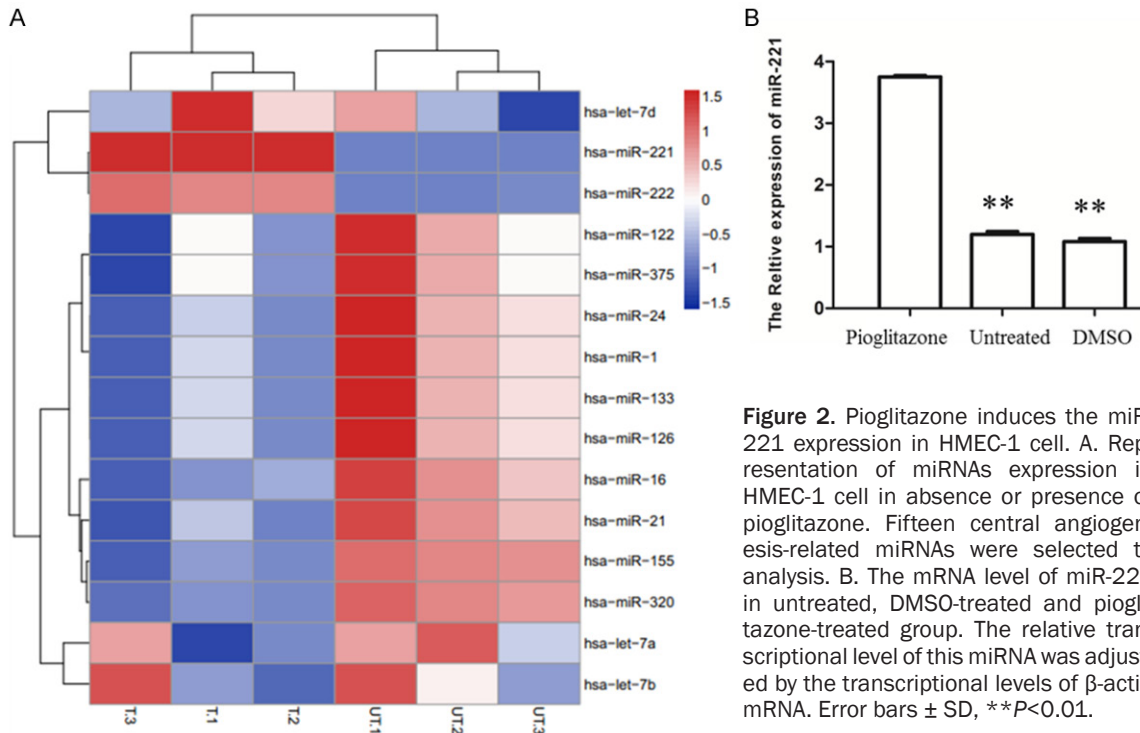 A
hsa-let-7d
hsa-miR-221
hsa-miR-222
hsa-miR-122
hsa-miR-375
hsa-miR-24
hsa-miR-1
hsa-miR-133
hsa-miR-126
hsa-miR-16
hsa-miR-21
hsa-miR-155
hsa-miR-320
hsa-let-7a
hsa-let-7b
T.3 T.1 T.2 UT.1 UT.2 UT.3
1.5
1
0.5
0
-0.5
-1
-1.5
B
The Reltive expression of miR-221
4
3
2
1
0
** **
Pioglitazone Untreated DMSO
Figure 2. Pioglitazone induces the miR-
221 expression in HMEC-1 cell. A. Rep-
resentation of miRNAs expression i
HMEC-1 cell in absence or presence o
pioglitazone. Fifteen central angiogen-
esis-related miRNAs were selected t
analysis. B. The mRNA level of miR-22
in untreated, DMSO-treated and piogl
tazone-treated group. The relative tran
scriptional level of this miRNA was adjust-
ed by the transcriptional levels of β-acti
mRNA. Error bars ± SD, **P<0.01.